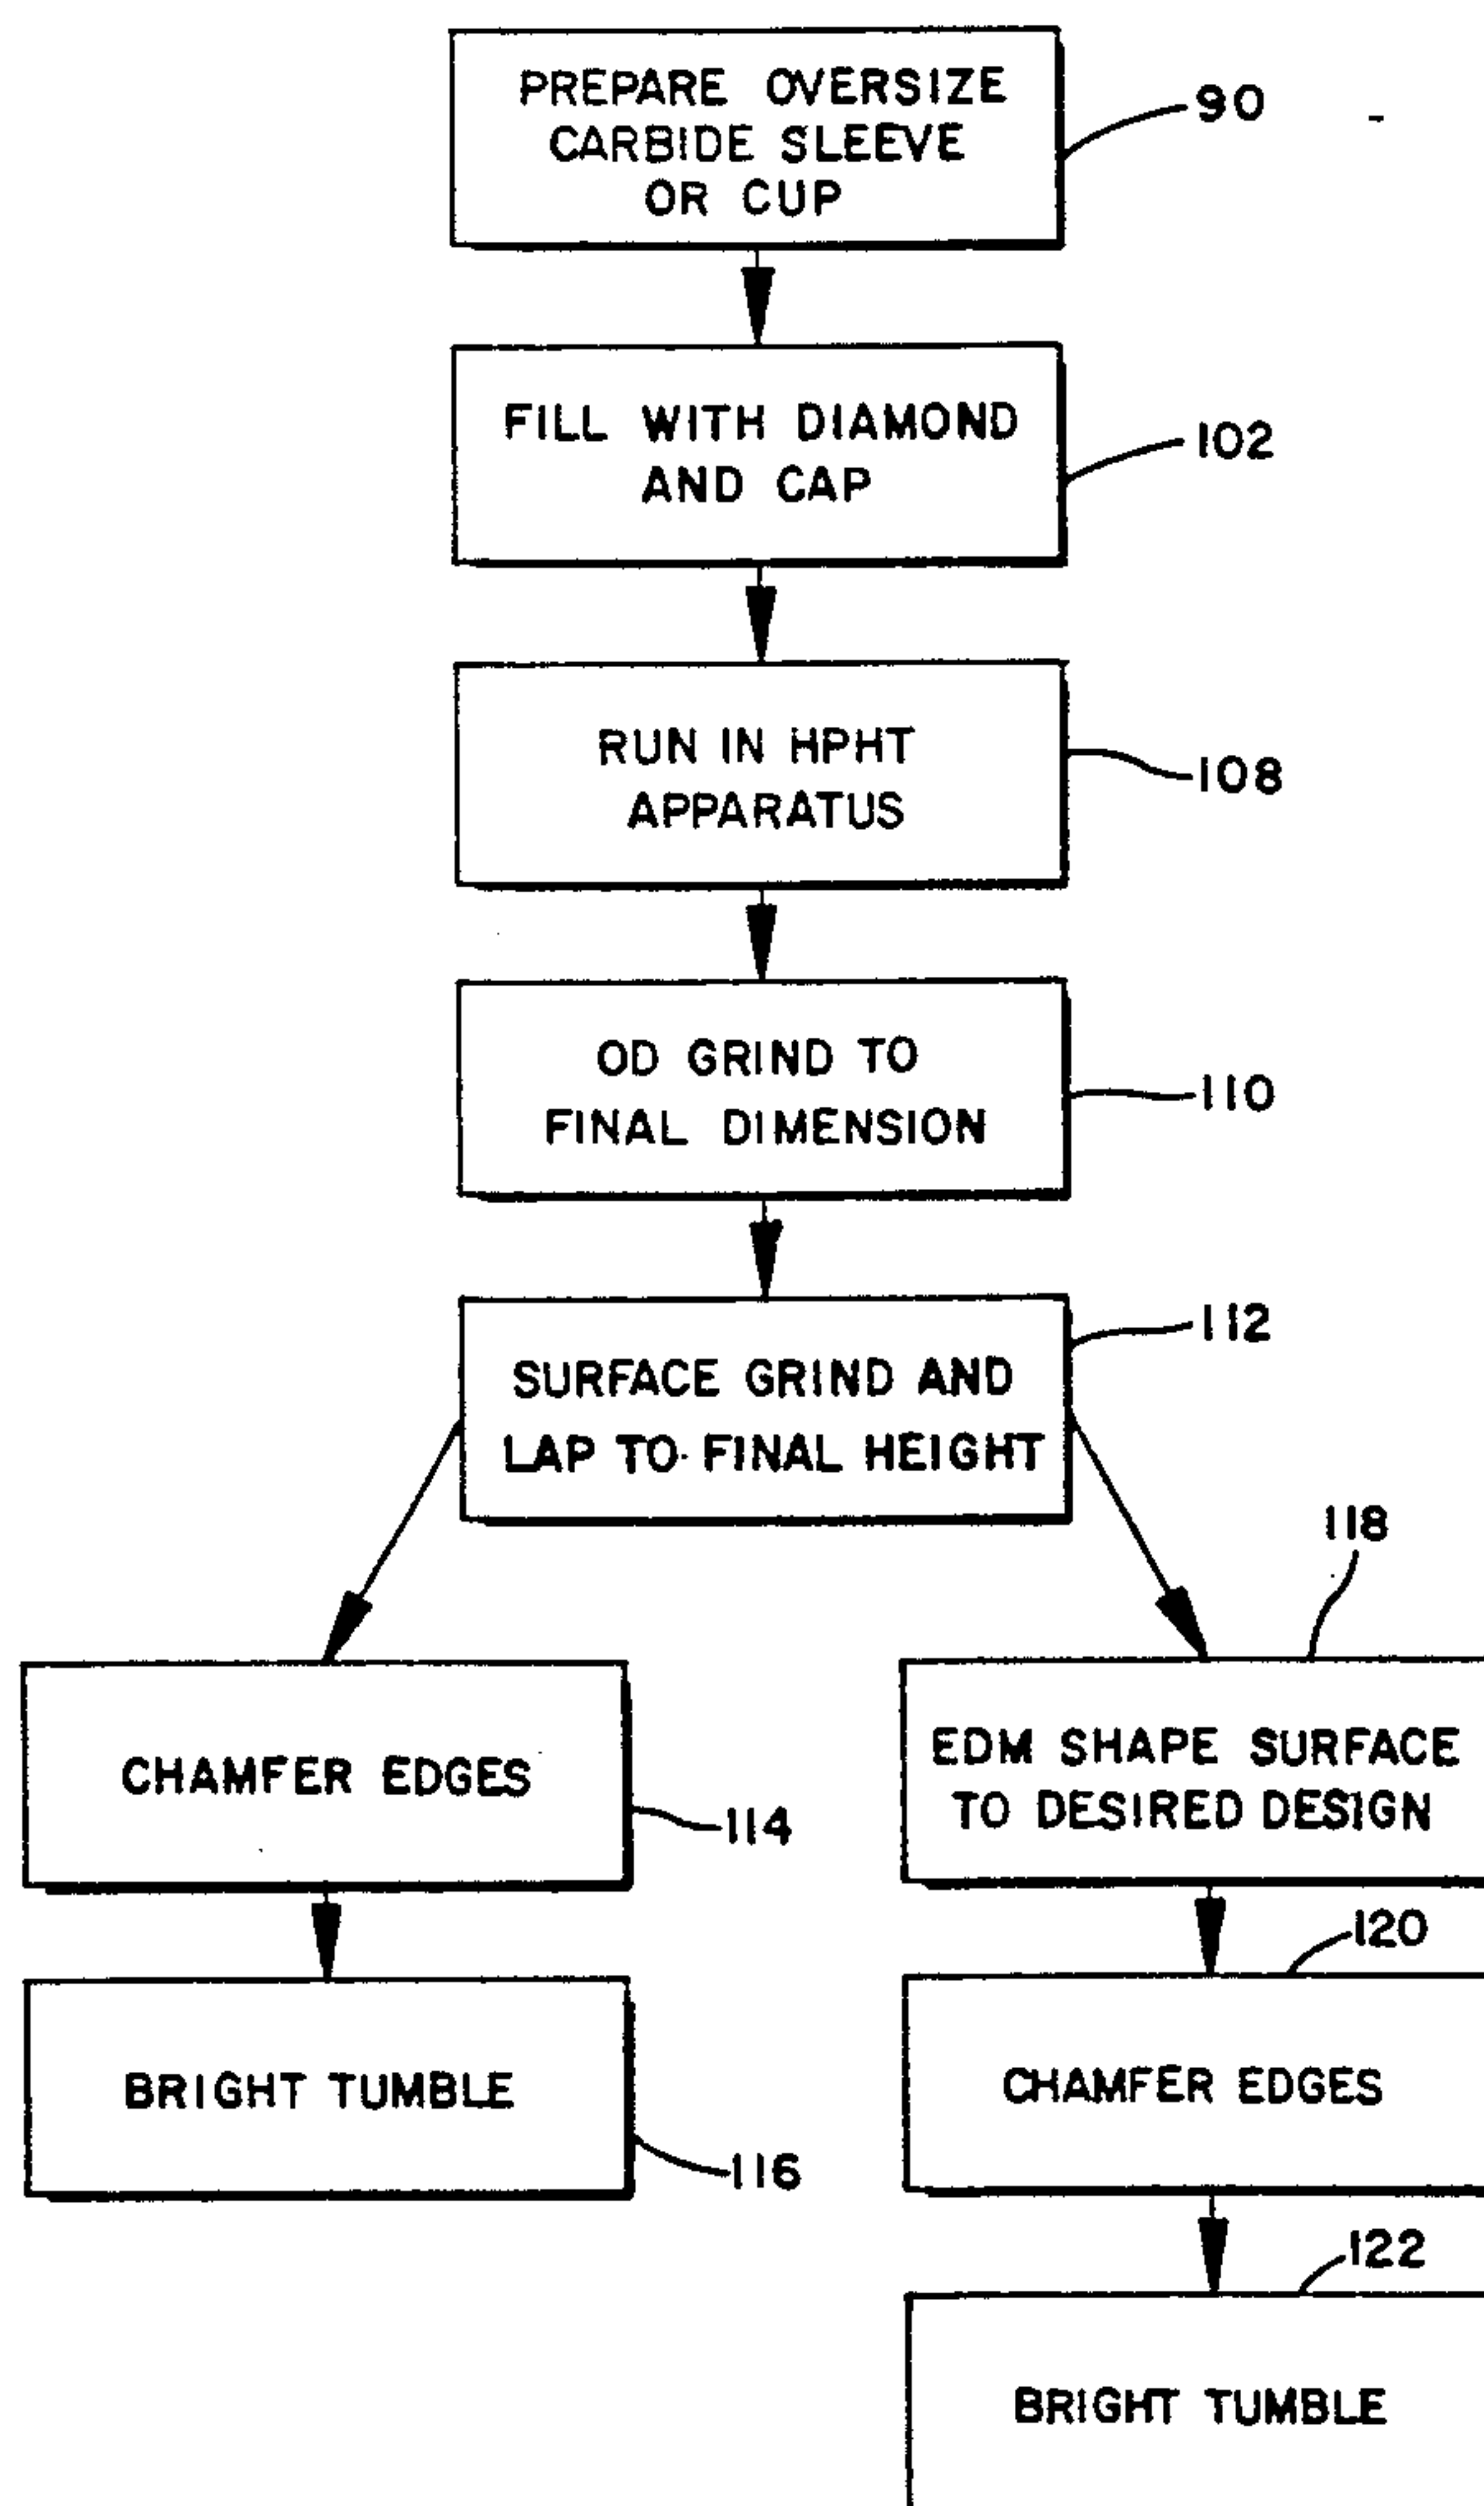 PREPARE OVERSIZE
CARBIDE SLEEVE
OR CUP
90
FILL WITH DIAMOND
AND CAP
102
RUN IN HPHT
APPARATUS
108
OD GRIND TO
FINAL DIMENSION
110
SURFACE GRIND AND
LAP TO FINAL HEIGHT
112
CHAMFER EDGES
114
BRIGHT TUMBLE
116
118
EDM SHAPE SURFACE
TO DESIRED DESIGN
120
CHAMFER EDGES
122
BRIGHT TUMBLE